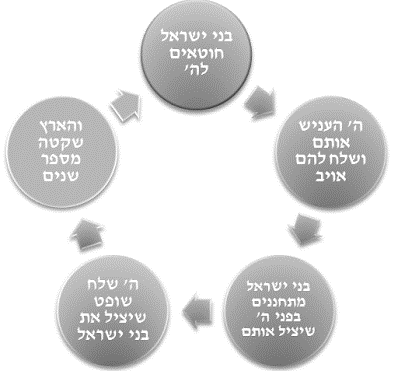 בני ישראל
חוטאים
לה'
ה' העניש
אותם
ושלח להם
אויב
בני ישראל
מתחננים
בפני ה'
שיציל אותם
ה' שלח
שופט
שיציל את
בני ישראל
והארץ
שקטה
מספר
שנים